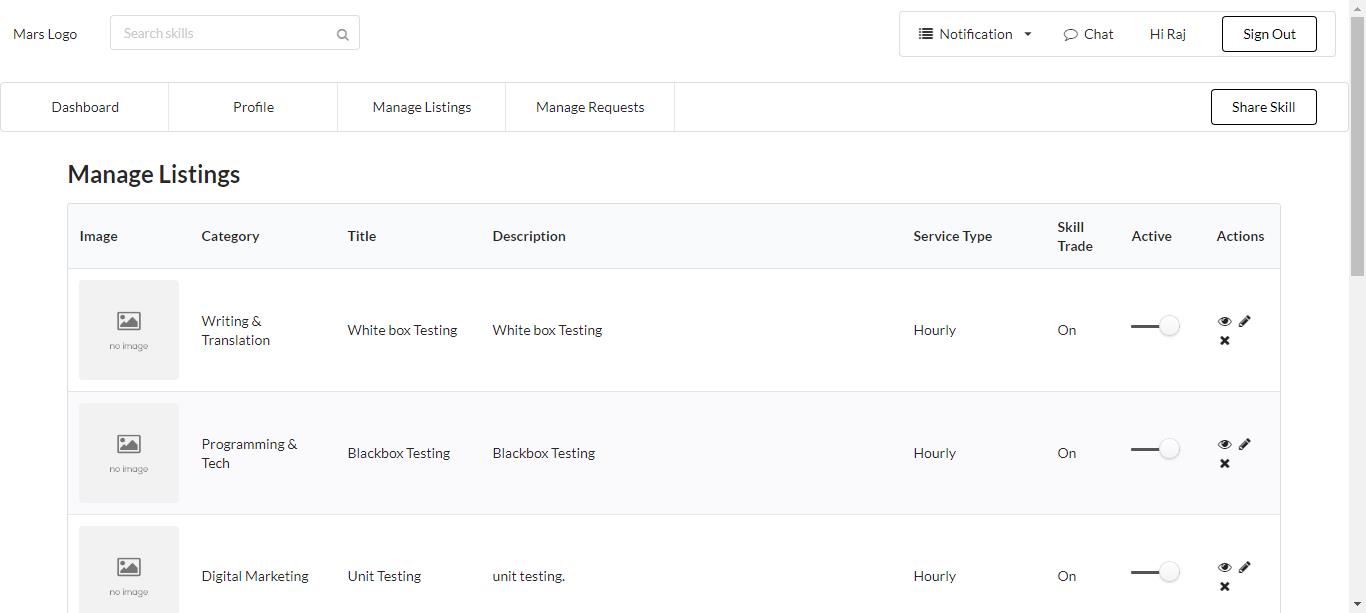 Mars Logo
Search skills
Notification
Chat
Hi Raj
Sign Out
Dashboard
Profile
Manage Listings
Manage Requests
Share Skill
Manage Listings
Image
Category
Title
Description
Service Type
Skill
Trade
Active
Actions
no image
Writing &
Translation
White box Testing
White box Testing
Hourly
On
no image
Programming &
Tech
Blackbox Testing
Blackbox Testing
Hourly
On
no image
Digital Marketing
Unit Testing
unit testing.
Hourly
On